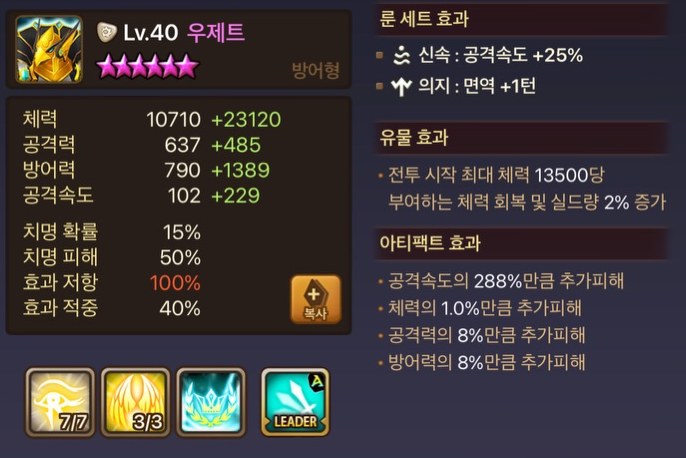 Lv.40 우제트
방어형
체력 10710 +23120
공격력 637 +485
방어력 790 +1389
공격속도 102 +229
치명 확률 15%
치명 피해 50%
효과 저항 100%
효과 적중 40%
복사
7/7
3/3
A
LEADER
룬 세트 효과
신속 : 공격속도 +25%
의지 : 면역 +1턴
유물 효과
• 전투 시작 최대 체력 13500당
부여하는 체력 회복 및 실드량 2% 증가
아티팩트 효과
• 공격속도의 288%만큼 추가피해
• 체력의 1.0%만큼 추가피해
• 공격력의 8%만큼 추가피해
• 방어력의 8%만큼 추가피해